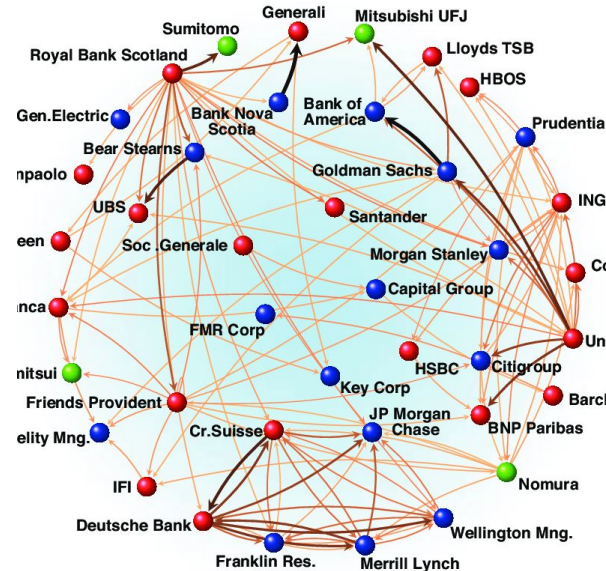 Generali
Sumitomo
Mitsubishi UFJ
Royal Bank Scotland
Lloyds TSB
HBOS
Gen.Electric
Bank Nova
Scotia
Bank of
America
Prudentia
Bear Stearns
npaolo
Goldman Sachs
UBS
Santander
ING
een
Soc .Generale
Morgan Stanley
Co
Capital Group
anca
FMR Corp
Un
HSBC
Citigroup
nitsui
Key Corp
Barcl
Friends Provident
JP Morgan
Chase
BNP Paribas
elity Mng.
Cr.Suisse
IFI
Nomura
Deutsche Bank
Wellington Mng.
Franklin Res.
Merrill Lynch